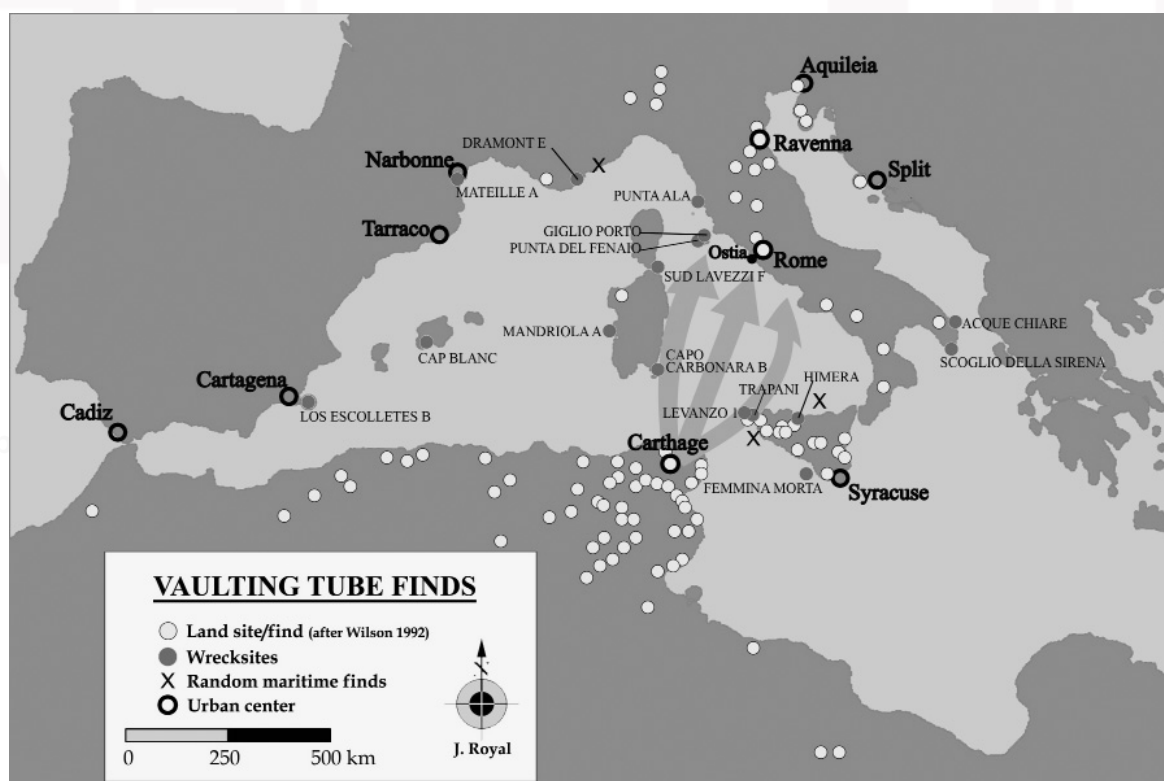 Aquileia
DRAMONT E
Ravenna
Narbonne
MATEILLE A
Split
PUNTA ALA
Tarraco
GIGLIO PORTO
PUNTA DEL FENAIO
Ostia
Rome
SUD LAVEZZI F
MANDRIOLA A
ACQUE CHIARE
CAP BLANC
SCOGLIO DELLA SIRENA
CAPO
CARBONARA B
Cartagena
TRAPANI
HIMERA
LOS ESCOLLETES B
LEVANZO 1
Cadiz
Carthage
FEMMINA MORTA
Syracuse
VAULTING TUBE FINDS
Land site/find (after Wilson 1992)
Wrecksites
X Random maritime finds
Urban center
0 250 500 km
J. Royal